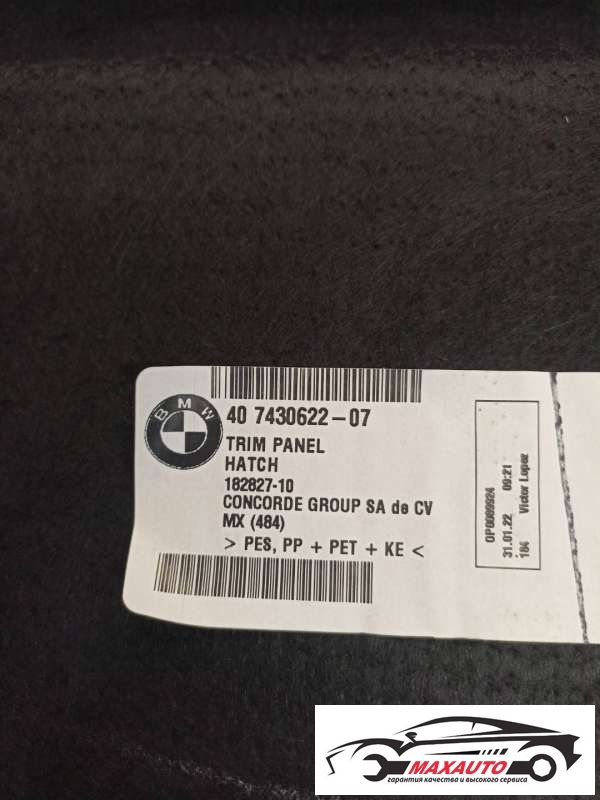 BMW
40 7430622-07
TRIM PANEL
HATCH
182827-10
CONCORDE GROUP SA de CV
MX (484)
> PES, PP + PET + KE <
OP0089924
31.01.22 09:21
184 Victor Lopez
MAXAUTO
гарантия качества и высокого сервиса